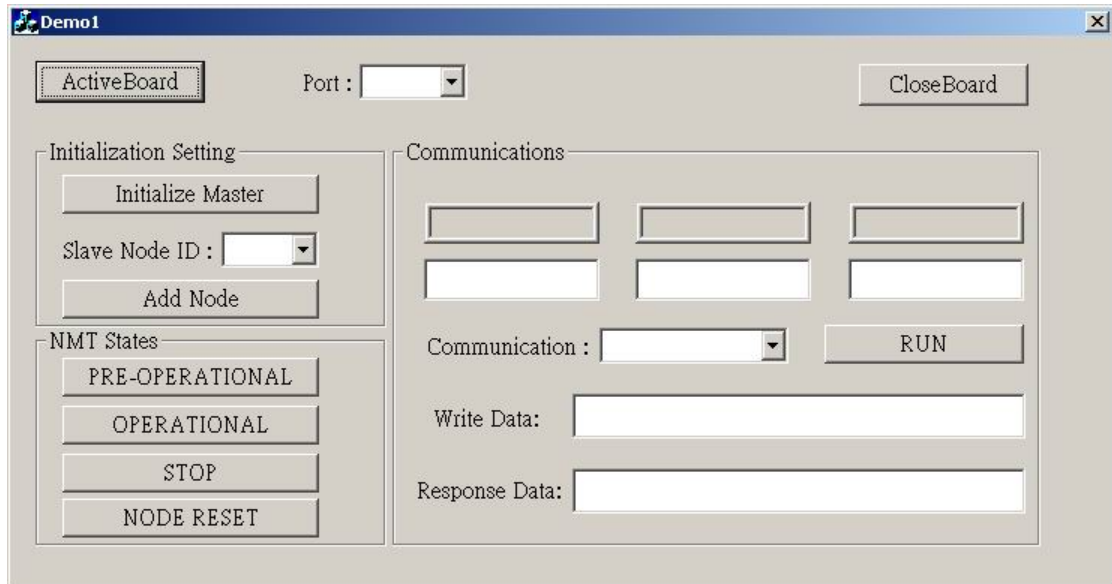 Demo1
ActiveBoard
Port :
CloseBoard
Initialization Setting
Initialize Master
Slave Node ID :
Add Node
NMT States
PRE-OPERATIONAL
OPERATIONAL
STOP
NODE RESET
Communications
Communication :
RUN
Write Data:
Response Data: